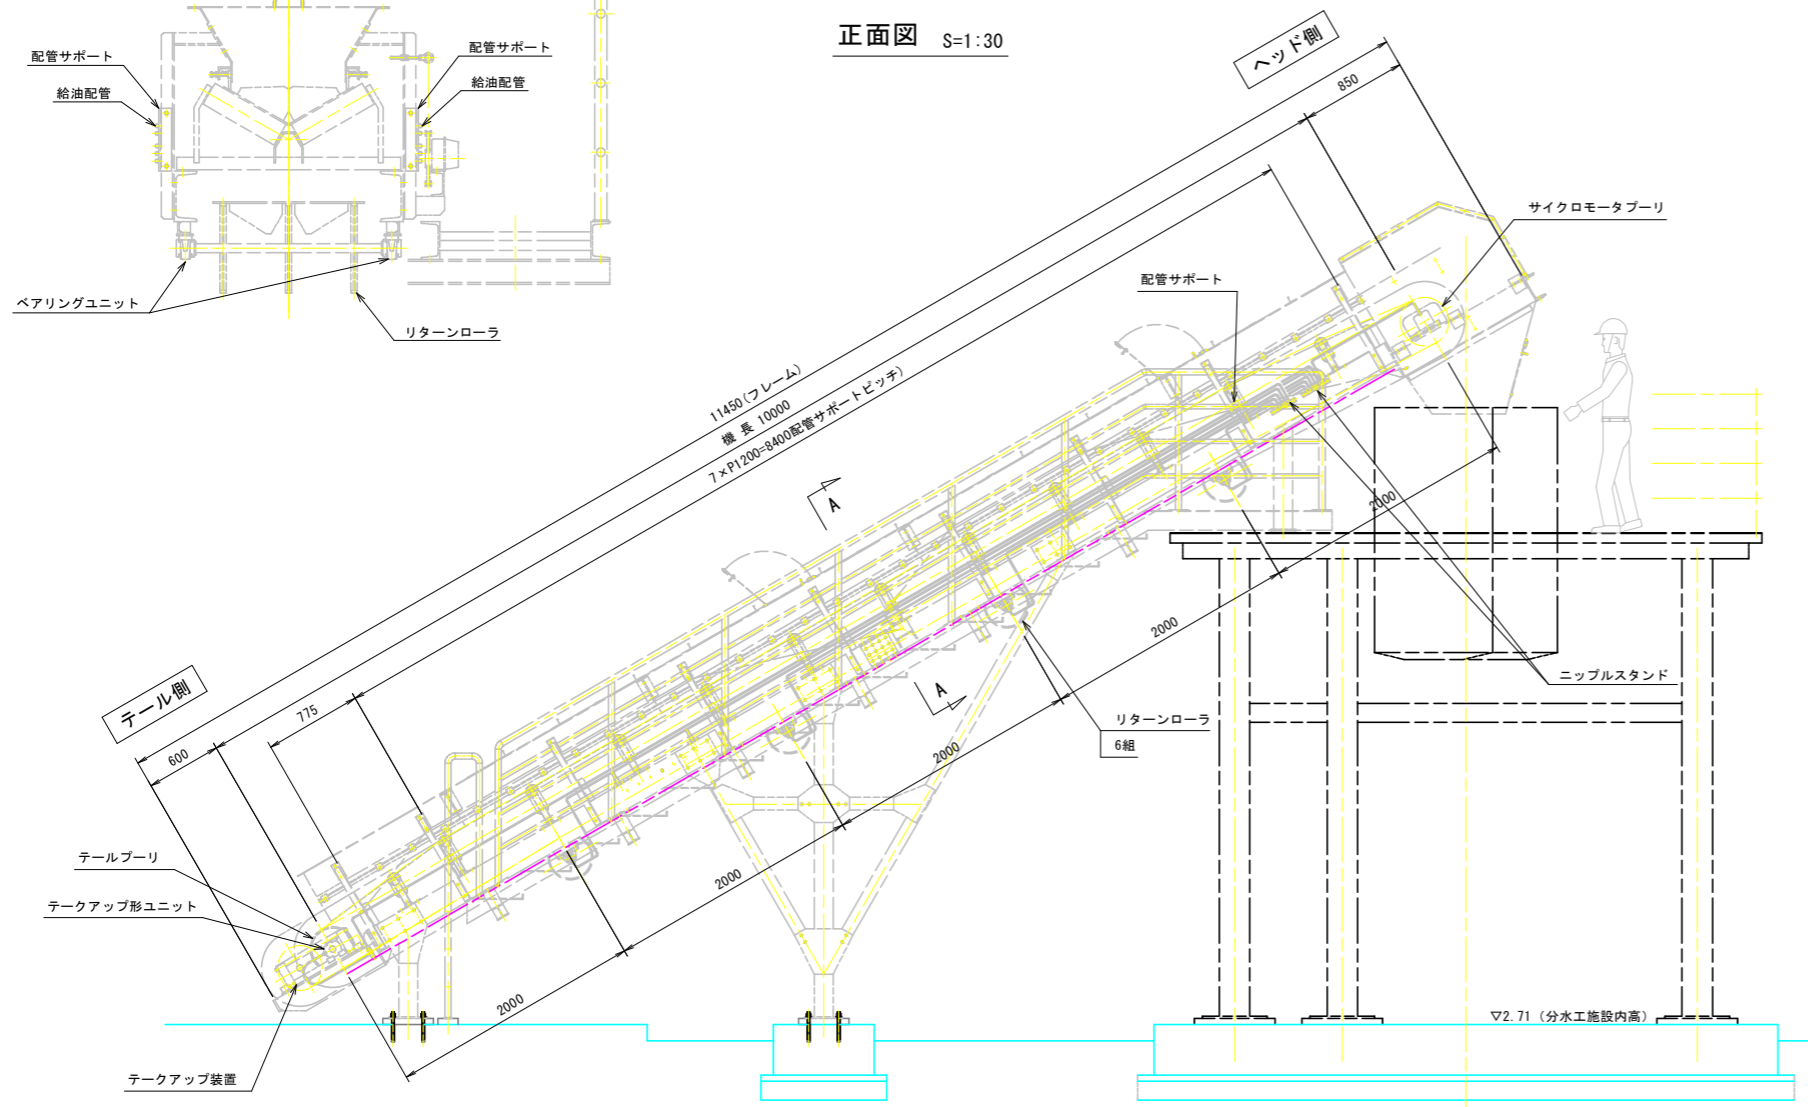 正面図 S=1:30
配管サポート
給油配管
配管サポート
給油配管
ベアリングユニット
リターンローラ
ヘッド側
850
サイクロモータプーリ
配管サポート
11450(フレーム)
機 長 10000
7×P1200=8400配管サポートピッチ)
A
A
2000
2000
2000
2000
2000
ニップルスタンド
リターンローラ
6組
テール側
775
600
テールプーリ
テークアップ形ユニット
テークアップ装置
▽2.71 (分水工施設内高)